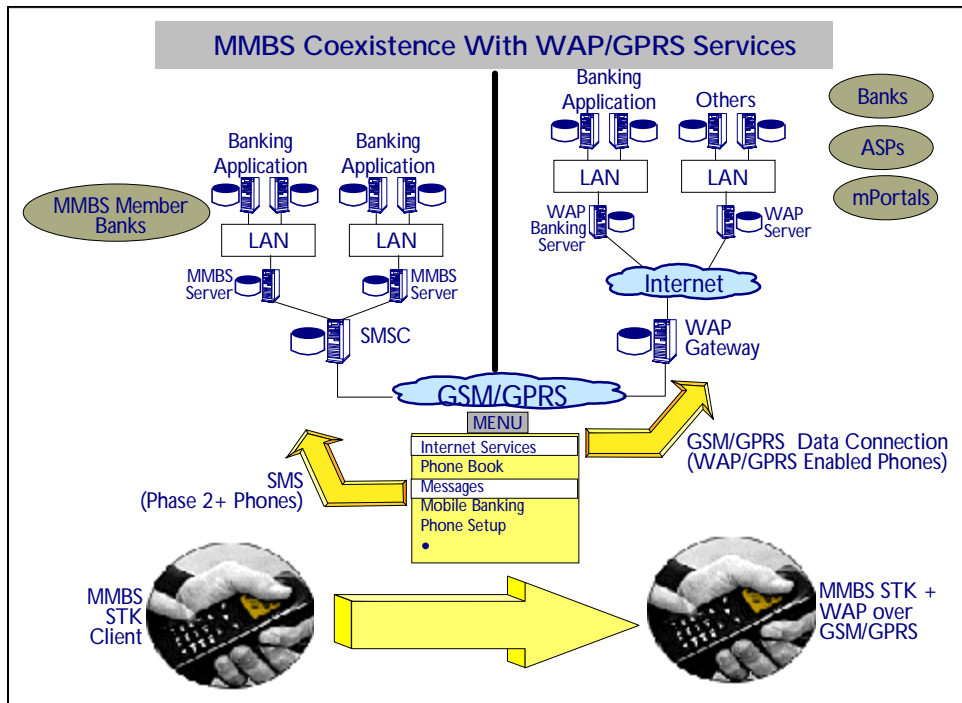 MMBS Coexistence With WAP/GPRS Services
MMBS Member
Banks
Banking
Application
Banking
Application
LAN
LAN
MMBS
Server
MMBS
Server
SMSC
Banking
Application
Others
LAN
LAN
WAP
Banking
Server
WAP
Server
Internet
WAP
Gateway
Banks
ASPs
mPortals
GSM/GPRS
MENU
Internet Services
Phone Book
Messages
Mobile Banking
Phone Setup
•
SMS
(Phase 2+ Phones)
GSM/GPRS Data Connection
(WAP/GPRS Enabled Phones)
MMBS
STK
Client
MMBS STK +
WAP over
GSM/GPRS